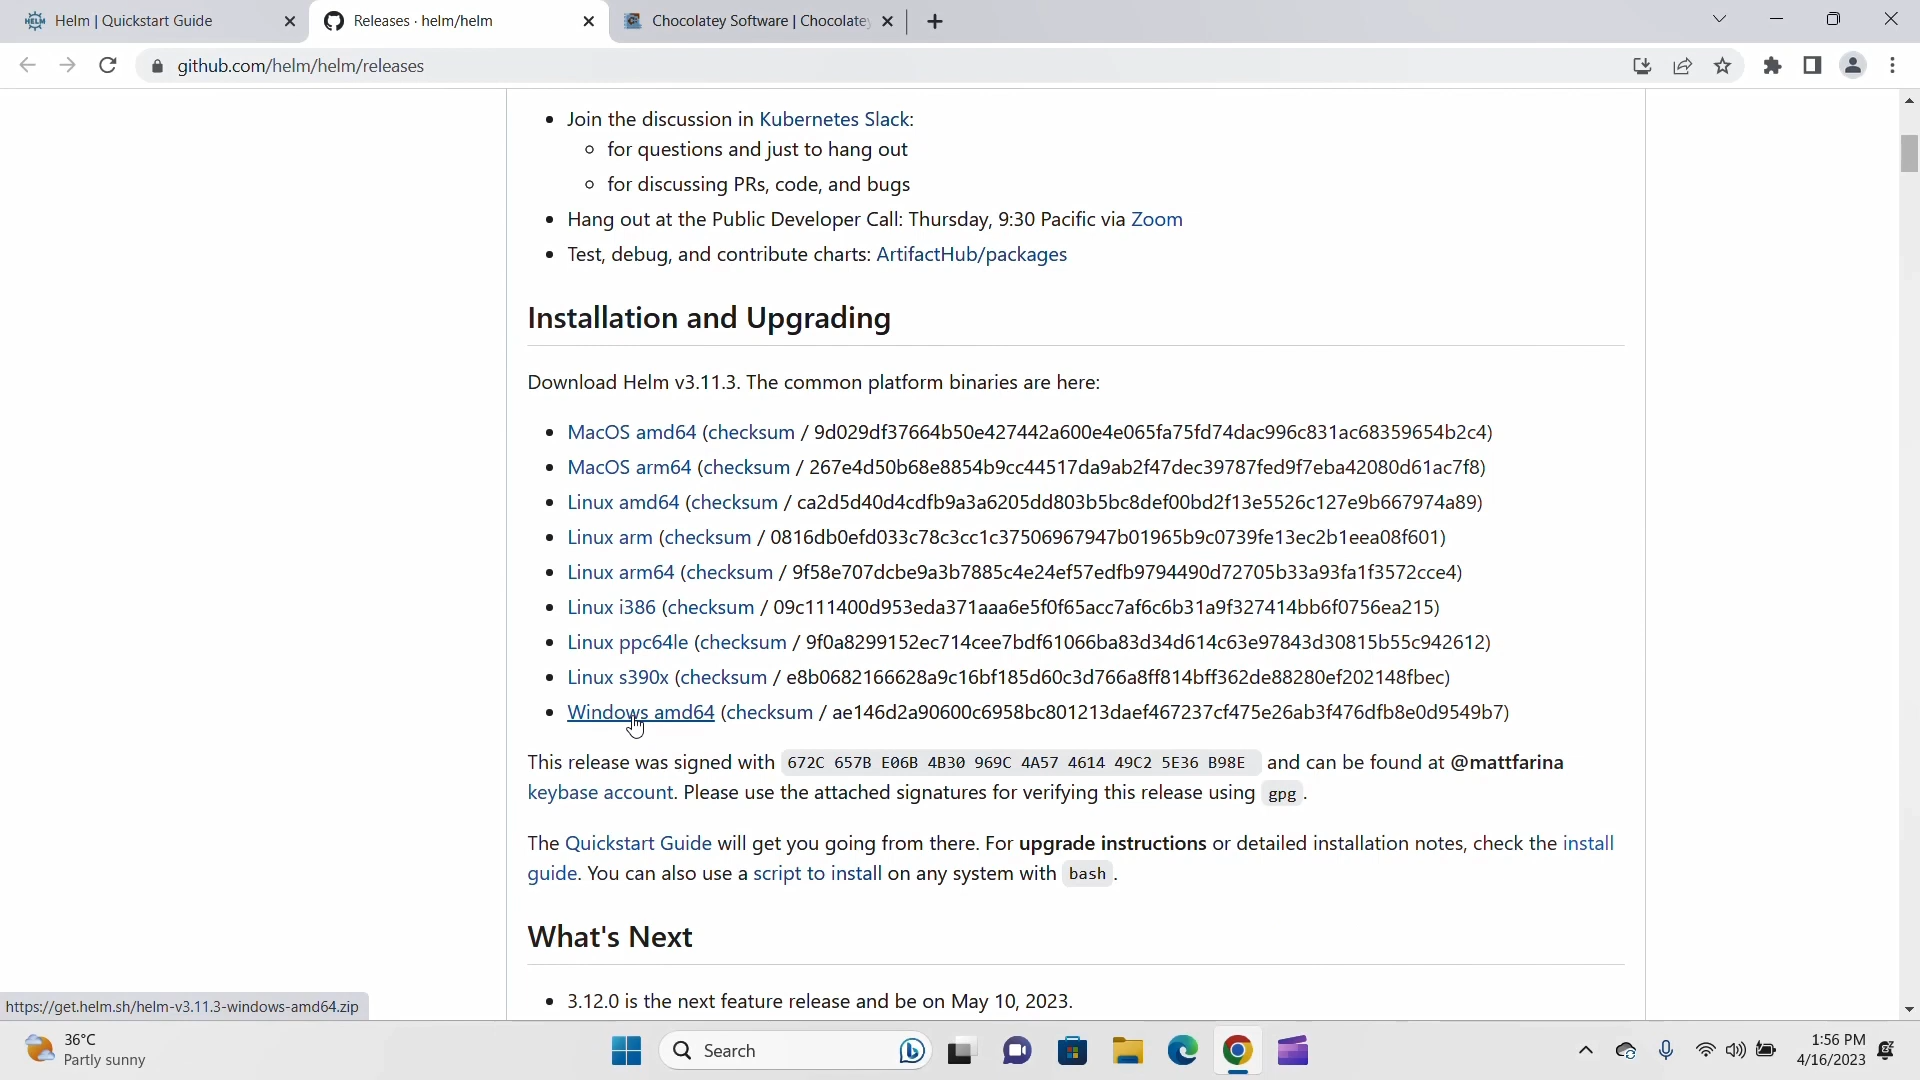 Helm | Quickstart Guide
Releases · helm/helm
Chocolatey Software | Chocolate
github.com/helm/helm/releases
Join the discussion in Kubernetes Slack:
for questions and just to hang out
for discussing PRs, code, and bugs
Hang out at the Public Developer Call: Thursday, 9:30 Pacific via Zoom
Test, debug, and contribute charts: ArtifactHub/packages
Installation and Upgrading
Download Helm v3.11.3. The common platform binaries are here:
MacOS amd64 (checksum / 9d029df37664b50e427442a600e4e065fa75fd74dac996c831ac68359654b2c4)
MacOS arm64 (checksum / 267e4d50b68e8854b9cc44517da9ab2f47dec39787fed9f7eba42080d61ac7f8)
Linux amd64 (checksum / ca2d5d40d4cdfb9a3a6205dd803b5bc8def00bd2f13e5526c127e9b667974a89)
Linux arm (checksum / 0816db0efd033c78c3cc1c37506967947b01965b9c0739fe13ec2b1eea08f601)
Linux arm64 (checksum / 9f58e707dcbe9a3b7885c4e24ef57edfb9794490d72705b33a93fa1f3572cce4)
Linux i386 (checksum / 09c111400d953eda371aaa6e5f0f65acc7af6c6b31a9f327414bb6f0756ea215)
Linux ppc64le (checksum / 9f0a8299152ec714cee7bdf61066ba83d34d614c63e97843d30815b55c942612)
Linux s390x (checksum / e8b0682166628a9c16bf185d60c3d766a8ff814bff362de88280ef202148fbec)
Windows amd64 (checksum / ae146d2a90600c6958bc801213daef467237cf475e26ab3f476dfb8e0d9549b7)
This release was signed with 672C 657B E06B 4B30 969C 4A57 4614 49C2 5E36 B98E and can be found at @mattfarina
keybase account. Please use the attached signatures for verifying this release using gpg.
The Quickstart Guide will get you going from there. For upgrade instructions or detailed installation notes, check the install
guide. You can also use a script to install on any system with bash.
What's Next
3.12.0 is the next feature release and be on May 10, 2023.
https://get.helm.sh/helm-v3.11.3-windows-amd64.zip
36°C
Partly sunny
Search
1:56 PM
4/16/2023